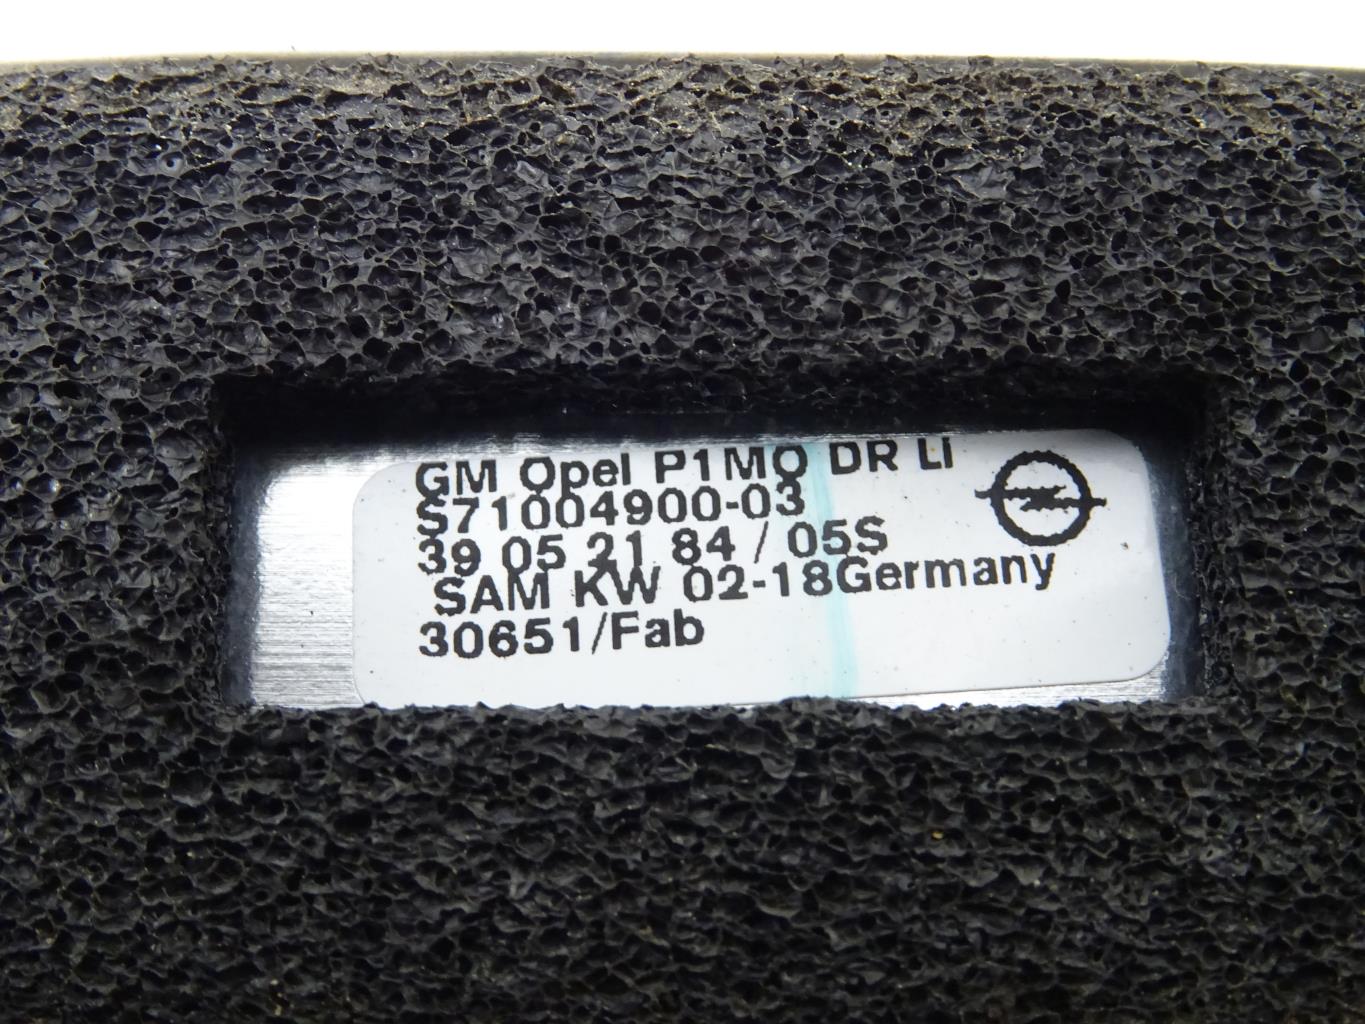 GM Opel P1MO DR LI
S71004900-03
39 05 21 84 / 05S
SAM KW 02-18Germany
30651/Fab